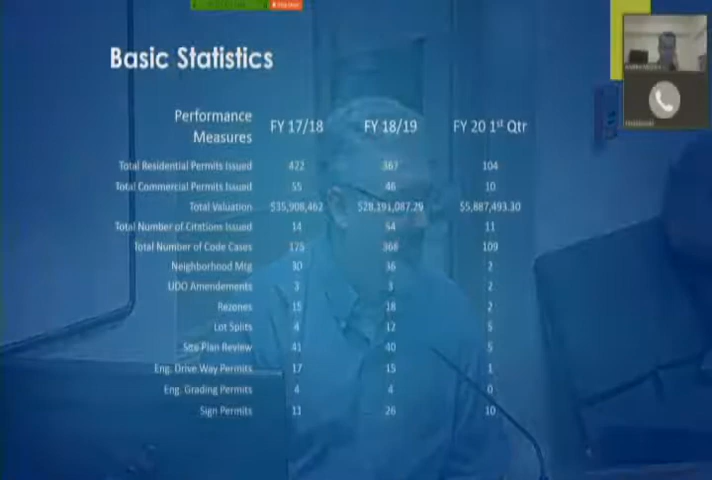 Basic Statistics
Performance Measures FY 17/18 FY 18/19 FY 20 1st Qtr
Total Residential Permits Issued 422 367 104
Total Commercial Permits Issued 55 46 10
Total Valuation $35,908,462 $28,191,087.29 $5,887,493.30
Total Number of Citations Issued 14 54 11
Total Number of Code Cases 175 368 109
Neighborhood Mtg 30 36 2
UDO Amendements 3 3 2
Rezones 15 18 2
Lot Splits 4 12 5
Site Plan Review 41 40 5
Eng. Drive Way Permits 17 15 1
Eng. Grading Permits 4 4 0
Sign Permits 11 26 10